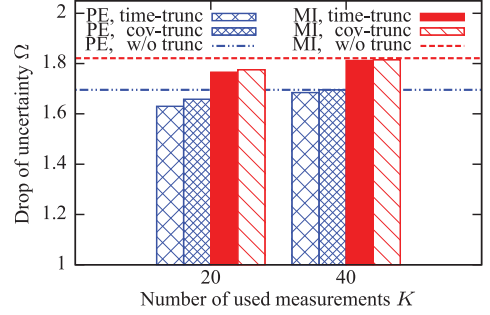 PE, time-trunc MI, time-trunc
PE, cov-trunc MI, cov-trunc
PE, w/o trunc MI, w/o trunc
Drop of uncertainty Ω
2
1.8
1.6
1.4
1.2
1
20 40
Number of used measurements K